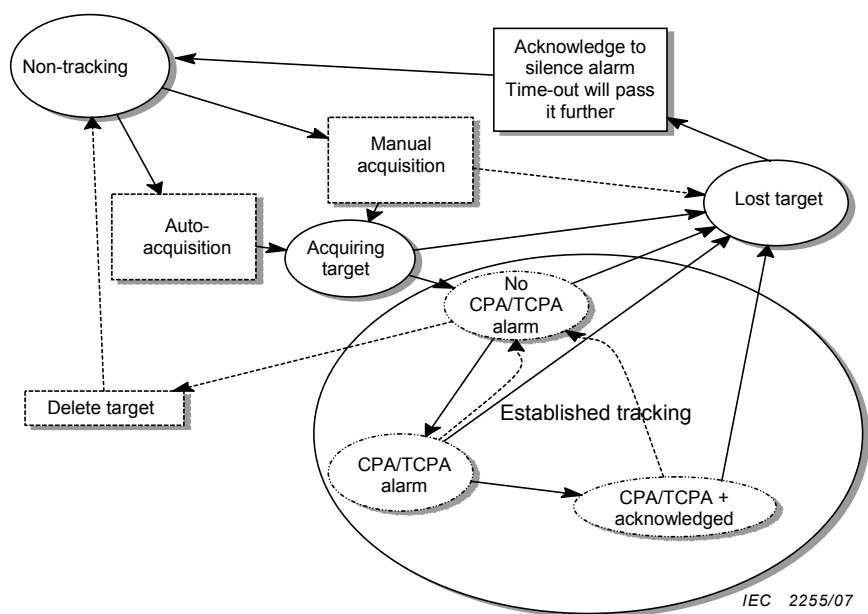 Non-tracking
Acknowledge to
silence alarm
Time-out will pass
it further
Manual
acquisition
Lost target
Auto-
acquisition
Acquiring
target
No
CPA/TCPA
alarm
Delete target
Established tracking
CPA/TCPA
alarm
CPA/TCPA +
acknowledged
IEC 2255/07